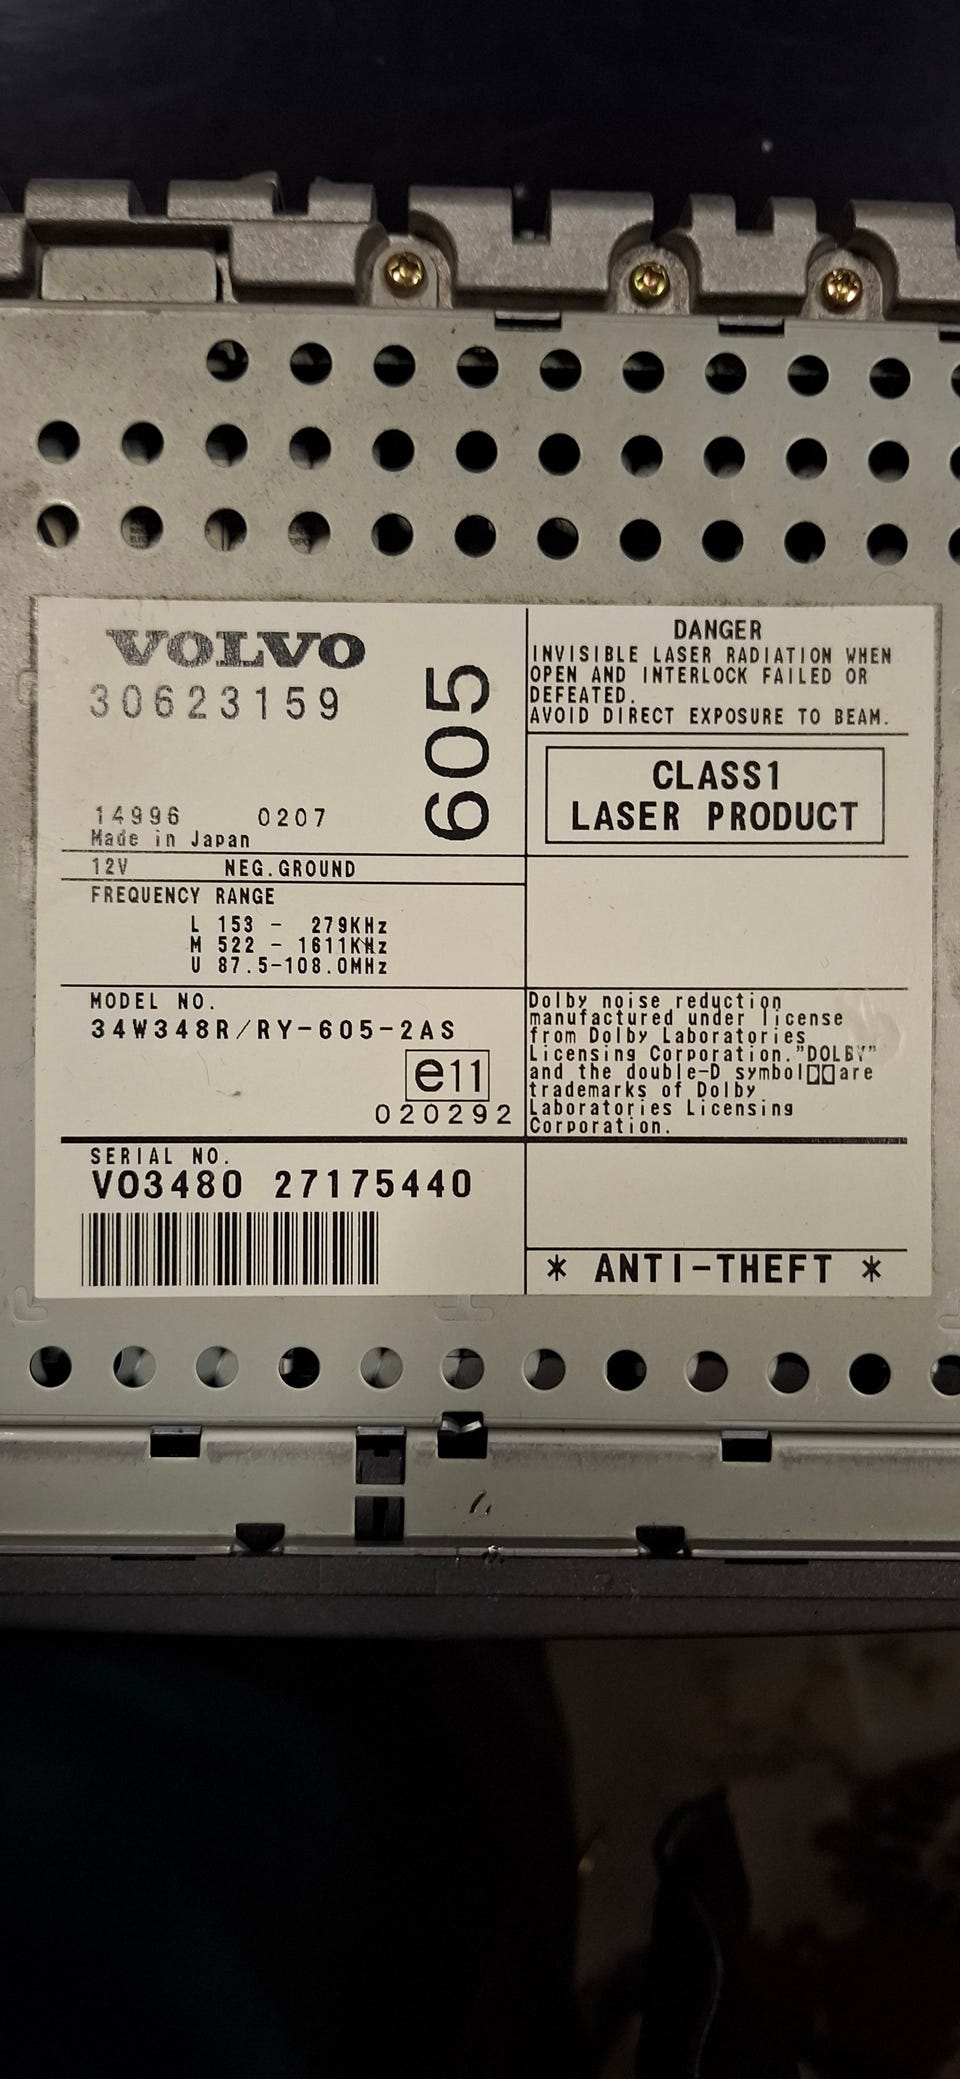 VOLVO
30623159
605
14996 0207
Made in Japan
12V NEG.GROUND
FREQUENCY RANGE
L 153 - 279KHz
M 522 - 1611KHz
U 87.5-108.0MHz
MODEL NO.
34W348R/RY-605-2AS
e11
020292
SERIAL NO.
VO3480 27175440
DANGER
INVISIBLE LASER RADIATION WHEN
OPEN AND INTERLOCK FAILED OR
DEFEATED.
AVOID DIRECT EXPOSURE TO BEAM.
CLASS1
LASER PRODUCT
Dolby noise reduction
manufactured under license
from Dolby Laboratories
Licensing Corporation."DOLBY"
and the double-D symbol are
trademarks of Dolby
Laboratories Licensing
Corporation.
* ANTI-THEFT *